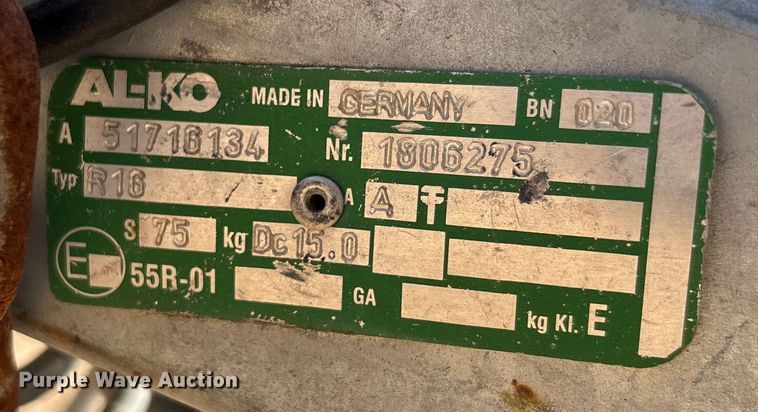 AL-KO MADE IN GERMANY BN 020
A 51716134 Nr. 1806275
Typ R16 A A
S 75 kg Dc 15.0
E 55R-01 GA kg Kl. E
Purple Wave Auction